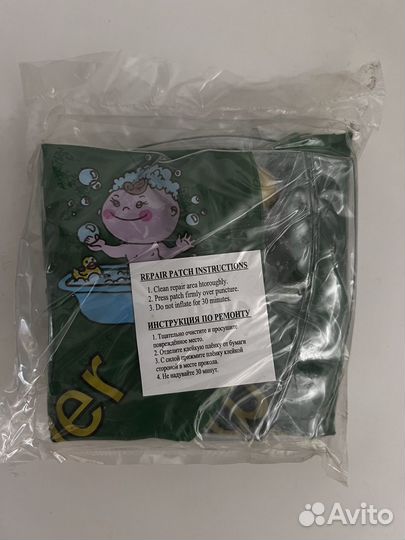 REPAIR PATCH INSTRUCTIONS
1. Clean repair area htoroughly.
2. Press patch firmly over puncture.
3. Do not inflate for 30 minutes.
ИНСТРУКЦИЯ ПО РЕМОНТУ
1. Тщательно очистите и просушите
повреждённое место.
2. Отделите клейкую плёнку от бумаги
3. С силой прижмите плёнку клейкой
стороной к месте прокола.
4. Не надувайте 30 минут.
er
Avito